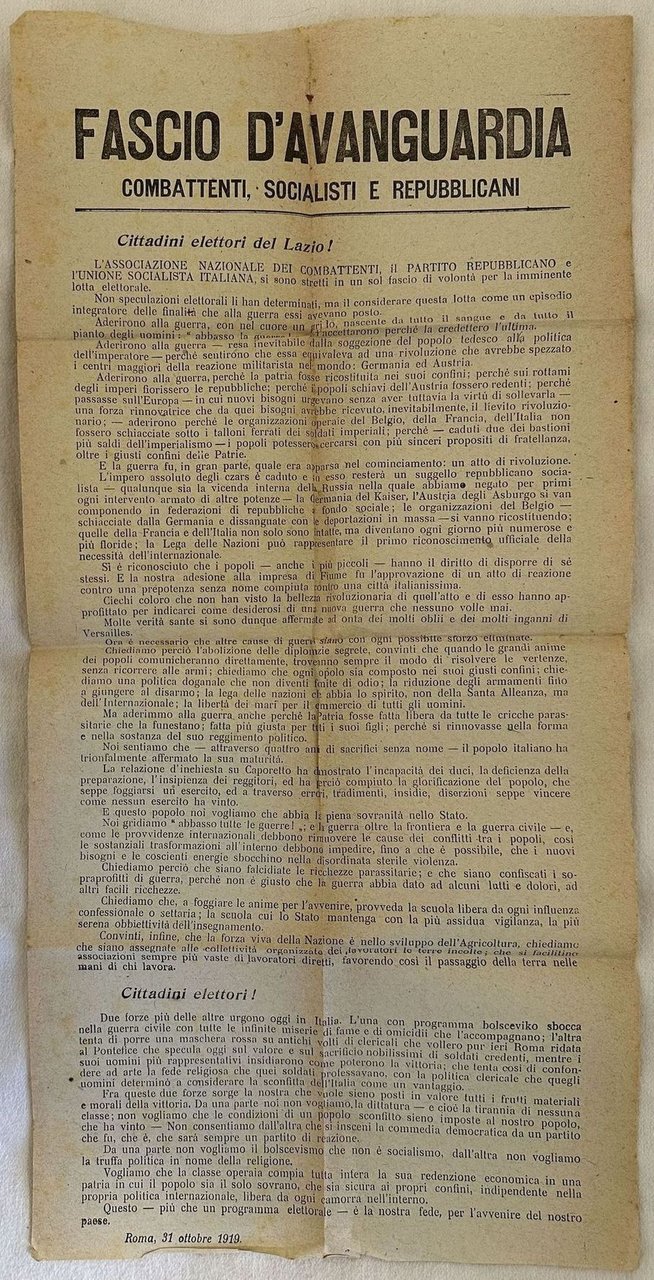 FASCIO D'AVANGUARDIA
COMBATTENTI, SOCIALISTI E REPUBBLICANI
Cittadini elettori del Lazio!
L'ASSOCIAZIONE NAZIONALE DEI COMBATTENTI, il PARTITO REPUBBLICANO e
l'UNIONE SOCIALISTA ITALIANA, si sono stretti in un sol fascio di volontà per la imminente
lotta elettorale.
Non speculazioni elettorali li han determinati, ma il considerare questa lotta come un episodio
integratore delle finalità che alla guerra essi avevano posto.
Aderirono alla guerra, con nel cuore un grido, nascente da tutto il sangue e da tutto il
pianto degli uomini: " abbasso la guerra! l'accettarono perché la credettero l'ultima.
Aderirono alla guerra — resa inevitabile dalla soggezione del popolo tedesco alla politica
dell'imperatore — perché sentirono che essa equivaleva ad una rivoluzione che avrebbe spezzato
i centri maggiori della reazione militarista nel mondo: Germania ed Austria.
Aderirono alla guerra, perché la patria fosse ricostituita nei suoi confini; perché sui rottami
degli imperi fiorissero le repubbliche; perché i popoli schiavi dell'Austria fossero redenti; perché
passasse sull'Europa — in cui nuovi bisogni urgevano senza aver tuttavia la virtù di sollevarla —
una forza rinnovatrice che da quei bisogni avrebbe ricevuto, inevitabilmente, il lievito rivoluzio-
nario; — aderirono perché le organizzazioni operaie del Belgio, della Francia, dell'Italia non
fossero schiacciate sotto i talloni ferrati dei soldati imperiali; perché — caduti due dei bastioni
più saldi dell'imperialismo — i popoli potessero cercarsi con più sinceri propositi di fratellanza,
oltre i giusti confini delle Patrie.
E la guerra fu, in gran parte, quale era apparsa nel cominciamento: un atto di rivoluzione.
L'impero assoluto degli czars é caduto e su esso resterà un suggello repubblicano socia-
lista — qualunque sia la vicenda interna della Russia nella quale abbiamo negato per primi
ogni intervento armato di altre potenze — la Germania del Kaiser, l'Austria degli Asburgo si van
componendo in federazioni di repubbliche a fondo sociale; le organizzazioni del Belgio —
schiacciate dalla Germania e dissanguate con le deportazioni in massa — si vanno ricostituendo;
quelle della Francia e dell'Italia non solo sono intatte, ma diventano ogni giorno più numerose e
più floride; la Lega delle Nazioni può rappresentare il primo riconoscimento ufficiale della
necessità dell'internazionale.
Si è riconosciuto che i popoli — anche i più piccoli — hanno il diritto di disporre di sé
stessi. E la nostra adesione alla impresa di Fiume fu l'approvazione di un atto di reazione
contro una prepotenza senza nome compiuta contro una città italianissima.
Ciechi coloro che non han visto la bellezza rivoluzionaria di quell'atto e di esso hanno ap-
profittato per indicarci come desiderosi di una nuova guerra che nessuno volle mai.
Molte verità sante si sono dunque affermate ad onta dei molti oblii e dei molti inganni di
Versailles.
Ora è necessario che altre cause di guerra siano con ogni possibile sforzo eliminate.
Chiediamo perciò l'abolizione delle diplomazie segrete, convinti che quando le grandi anime
dei popoli comunicheranno direttamente, troveranno sempre il modo di risolvere le vertenze,
senza ricorrere alle armi; chiediamo che ogni popolo sia composto nei suoi giusti confini; chie-
diamo una politica doganale che non diventi fonte di odio; la riduzione degli armamenti fino
a giungere al disarmo; la lega delle nazioni che abbia lo spirito, non della Santa Alleanza, ma
dell'Internazionale; la libertà dei mari per il commercio di tutti gli uomini.
Ma aderimmo alla guerra anche perché la Patria fosse fatta libera da tutte le cricche paras-
sitarie che la funestano; fatta più giusta per tutti i suoi figli; perché si rinnovasse nella forma
e nella sostanza del suo reggimento politico.
Noi sentiamo che — attraverso quattro anni di sacrifici senza nome — il popolo italiano ha
trionfalmente affermato la sua maturità.
La relazione d'inchiesta su Caporetto ha dimostrato l'incapacità dei duci, la deficienza della
preparazione, l'insipienza dei reggitori, ed ha perciò compiuto la glorificazione del popolo, che
seppe foggiarsi un esercito, ed a traverso errori, tradimenti, insidie, diserzioni seppe vincere
come nessun esercito ha vinto.
E questo popolo noi vogliamo che abbia la piena sovranità nello Stato.
Noi gridiamo " abbasso tutte le guerre! „; e la guerra oltre la frontiera e la guerra civile — e,
come le provvidenze internazionali debbono rimuovere le cause dei conflitti tra i popoli, così
le sostanziali trasformazioni all'interno debbono impedire, fino a che è possibile, che i nuovi
bisogni e le coscienti energie sbocchino nella disordinata sterile violenza.
Chiediamo perciò che siano falcidiate le ricchezze parassitarie; e che siano confiscati i so-
praprofitti di guerra, perché non è giusto che la guerra abbia dato ad alcuni lutti e dolori, ad
altri facili ricchezze.
Chiediamo che, a foggiare le anime per l'avvenire, provveda la scuola libera da ogni influenza
confessionale o settaria; la scuola cui lo Stato mantenga con la più assidua vigilanza, la più
serena obbiettività dell'insegnamento.
Convinti, infine, che la forza viva della Nazione è nello sviluppo dell'Agricoltura, chiediamo
che siano assegnate alle collettività organizzate dei lavoratori le terre incolte; che si facilitino
associazioni sempre più vaste di lavoratori diretti, favorendo così il passaggio della terra nelle
mani di chi lavora.
Cittadini elettori!
Due forze più delle altre urgono oggi in Italia. L'una con programma bolsceviko sbocca
nella guerra civile con tutte le infinite miserie di fame e di omicidii che l'accompagnano; l'altra
tenta di porre una maschera rossa su antichi volti di clericali che vollero pur ieri Roma ridata
al Pontefice che specula oggi sul valore e sul sacrificio nobilissimi di soldati credenti, mentre i
suoi uomini più rappresentativi insidiarono come poterono la vittoria; che tenta così di confon-
dere ad arte la fede religiosa che quei soldati professavano, con la politica clericale che quegli
uomini determinò a considerare la sconfitta dell'Italia come un vantaggio.
Fra queste due forze sorge la nostra che vuole sieno posti in valore tutti i frutti materiali
e morali della vittoria. Da una parte noi non vogliamo la dittatura — e cioè la tirannia di nessuna
classe; non vogliamo che le condizioni di un popolo sconfitto sieno imposte al nostro popolo,
che ha vinto — Non consentiamo dall'altra che si insceni la commedia democratica da un partito
che fu, che è, che sarà sempre un partito di reazione.
Da una parte non vogliamo il bolscevismo che non è socialismo, dall'altra non vogliamo
la truffa politica in nome della religione.
Vogliamo che la classe operaia compia tutta intera la sua redenzione economica in una
patria in cui il popolo sia il solo sovrano, che sia sicura ai propri confini, indipendente nella
propria politica internazionale, libera da ogni camorra nell'interno.
Questo — più che un programma elettorale — é la nostra fede, per l'avvenire del nostro
paese.
Roma, 31 ottobre 1919.